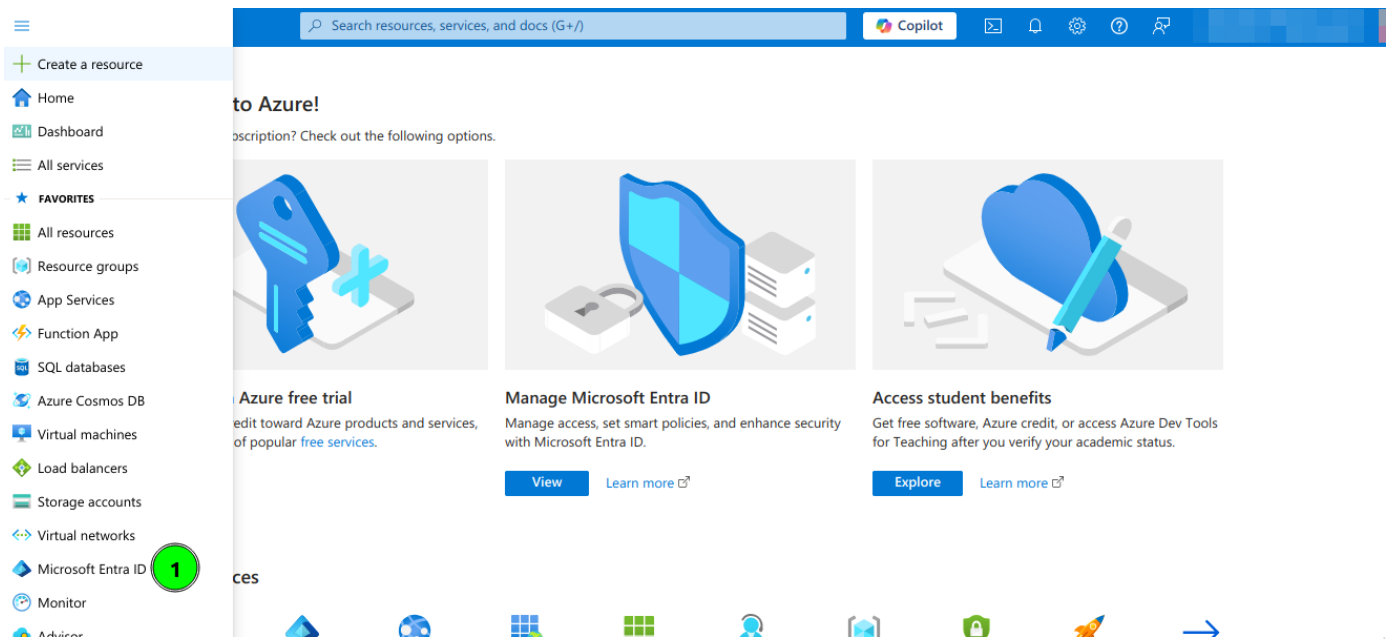 Search resources, services, and docs (G+/)
Copilot
Create a resource
Home
Dashboard
All services
FAVORITES
All resources
Resource groups
App Services
Function App
SQL databases
Azure Cosmos DB
Virtual machines
Load balancers
Storage accounts
Virtual networks
Microsoft Entra ID
1
Monitor
Advisor
to Azure!
bscription? Check out the following options.
Azure free trial
edit toward Azure products and services,
of popular free services.
Manage Microsoft Entra ID
Manage access, set smart policies, and enhance security
with Microsoft Entra ID.
View
Learn more
Access student benefits
Get free software, Azure credit, or access Azure Dev Tools
for Teaching after you verify your academic status.
Explore
Learn more
ces